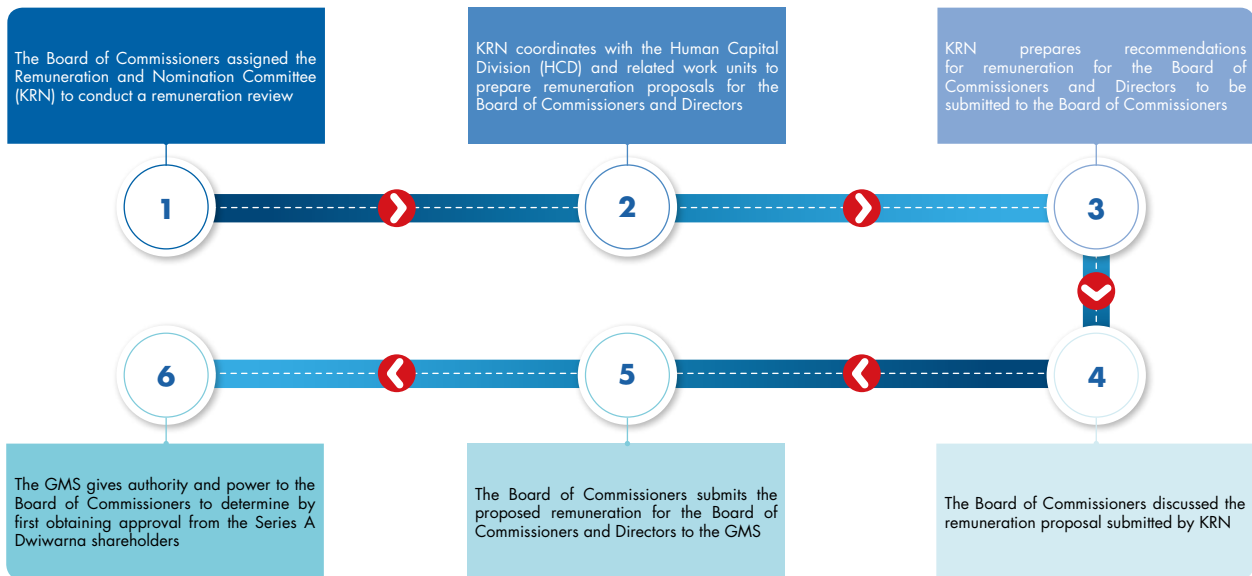 The Board of Commissioners assigned the
Remuneration and Nomination Committee
(KRN) to conduct a remuneration review
KRN coordinates with the Human Capital
Division (HCD) and related work units to
prepare remuneration proposals for the
Board of Commissioners and Directors
KRN prepares recommendations
for remuneration for the Board of
Commissioners and Directors to be
submitted to the Board of Commissioners
1
2
3
6
5
4
The GMS gives authority and power to the
Board of Commissioners to determine by
first obtaining approval from the Series A
Dwiwarna shareholders
The Board of Commissioners submits the
proposed remuneration for the Board of
Commissioners and Directors to the GMS
The Board of Commissioners discussed the
remuneration proposal submitted by KRN